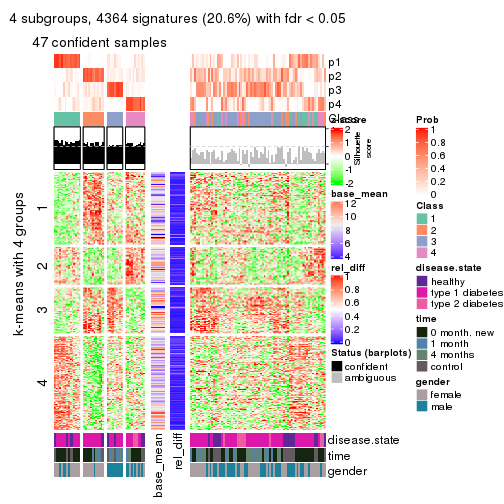 4 subgroups, 4364 signatures (20.6%) with fdr < 0.05
47 confident samples
p1
p2
p3
p4
Class
z-score
2
1
0
-1
-2
Silhouette
score
base_mean
12
10
8
6
4
rel_diff
1
0.8
0.6
0.4
0.2
0
Status (barplots)
confident
ambiguous
Prob
1
0.8
0.6
0.4
0.2
0
Class
1
2
3
4
disease.state
healthy
type 1 diabetes
type 2 diabetes
time
0 month. new
1 month
4 months
control
gender
female
male
k-means with 4 groups
1
2
3
4
disease.state
time
gender
base_mean
rel_diff